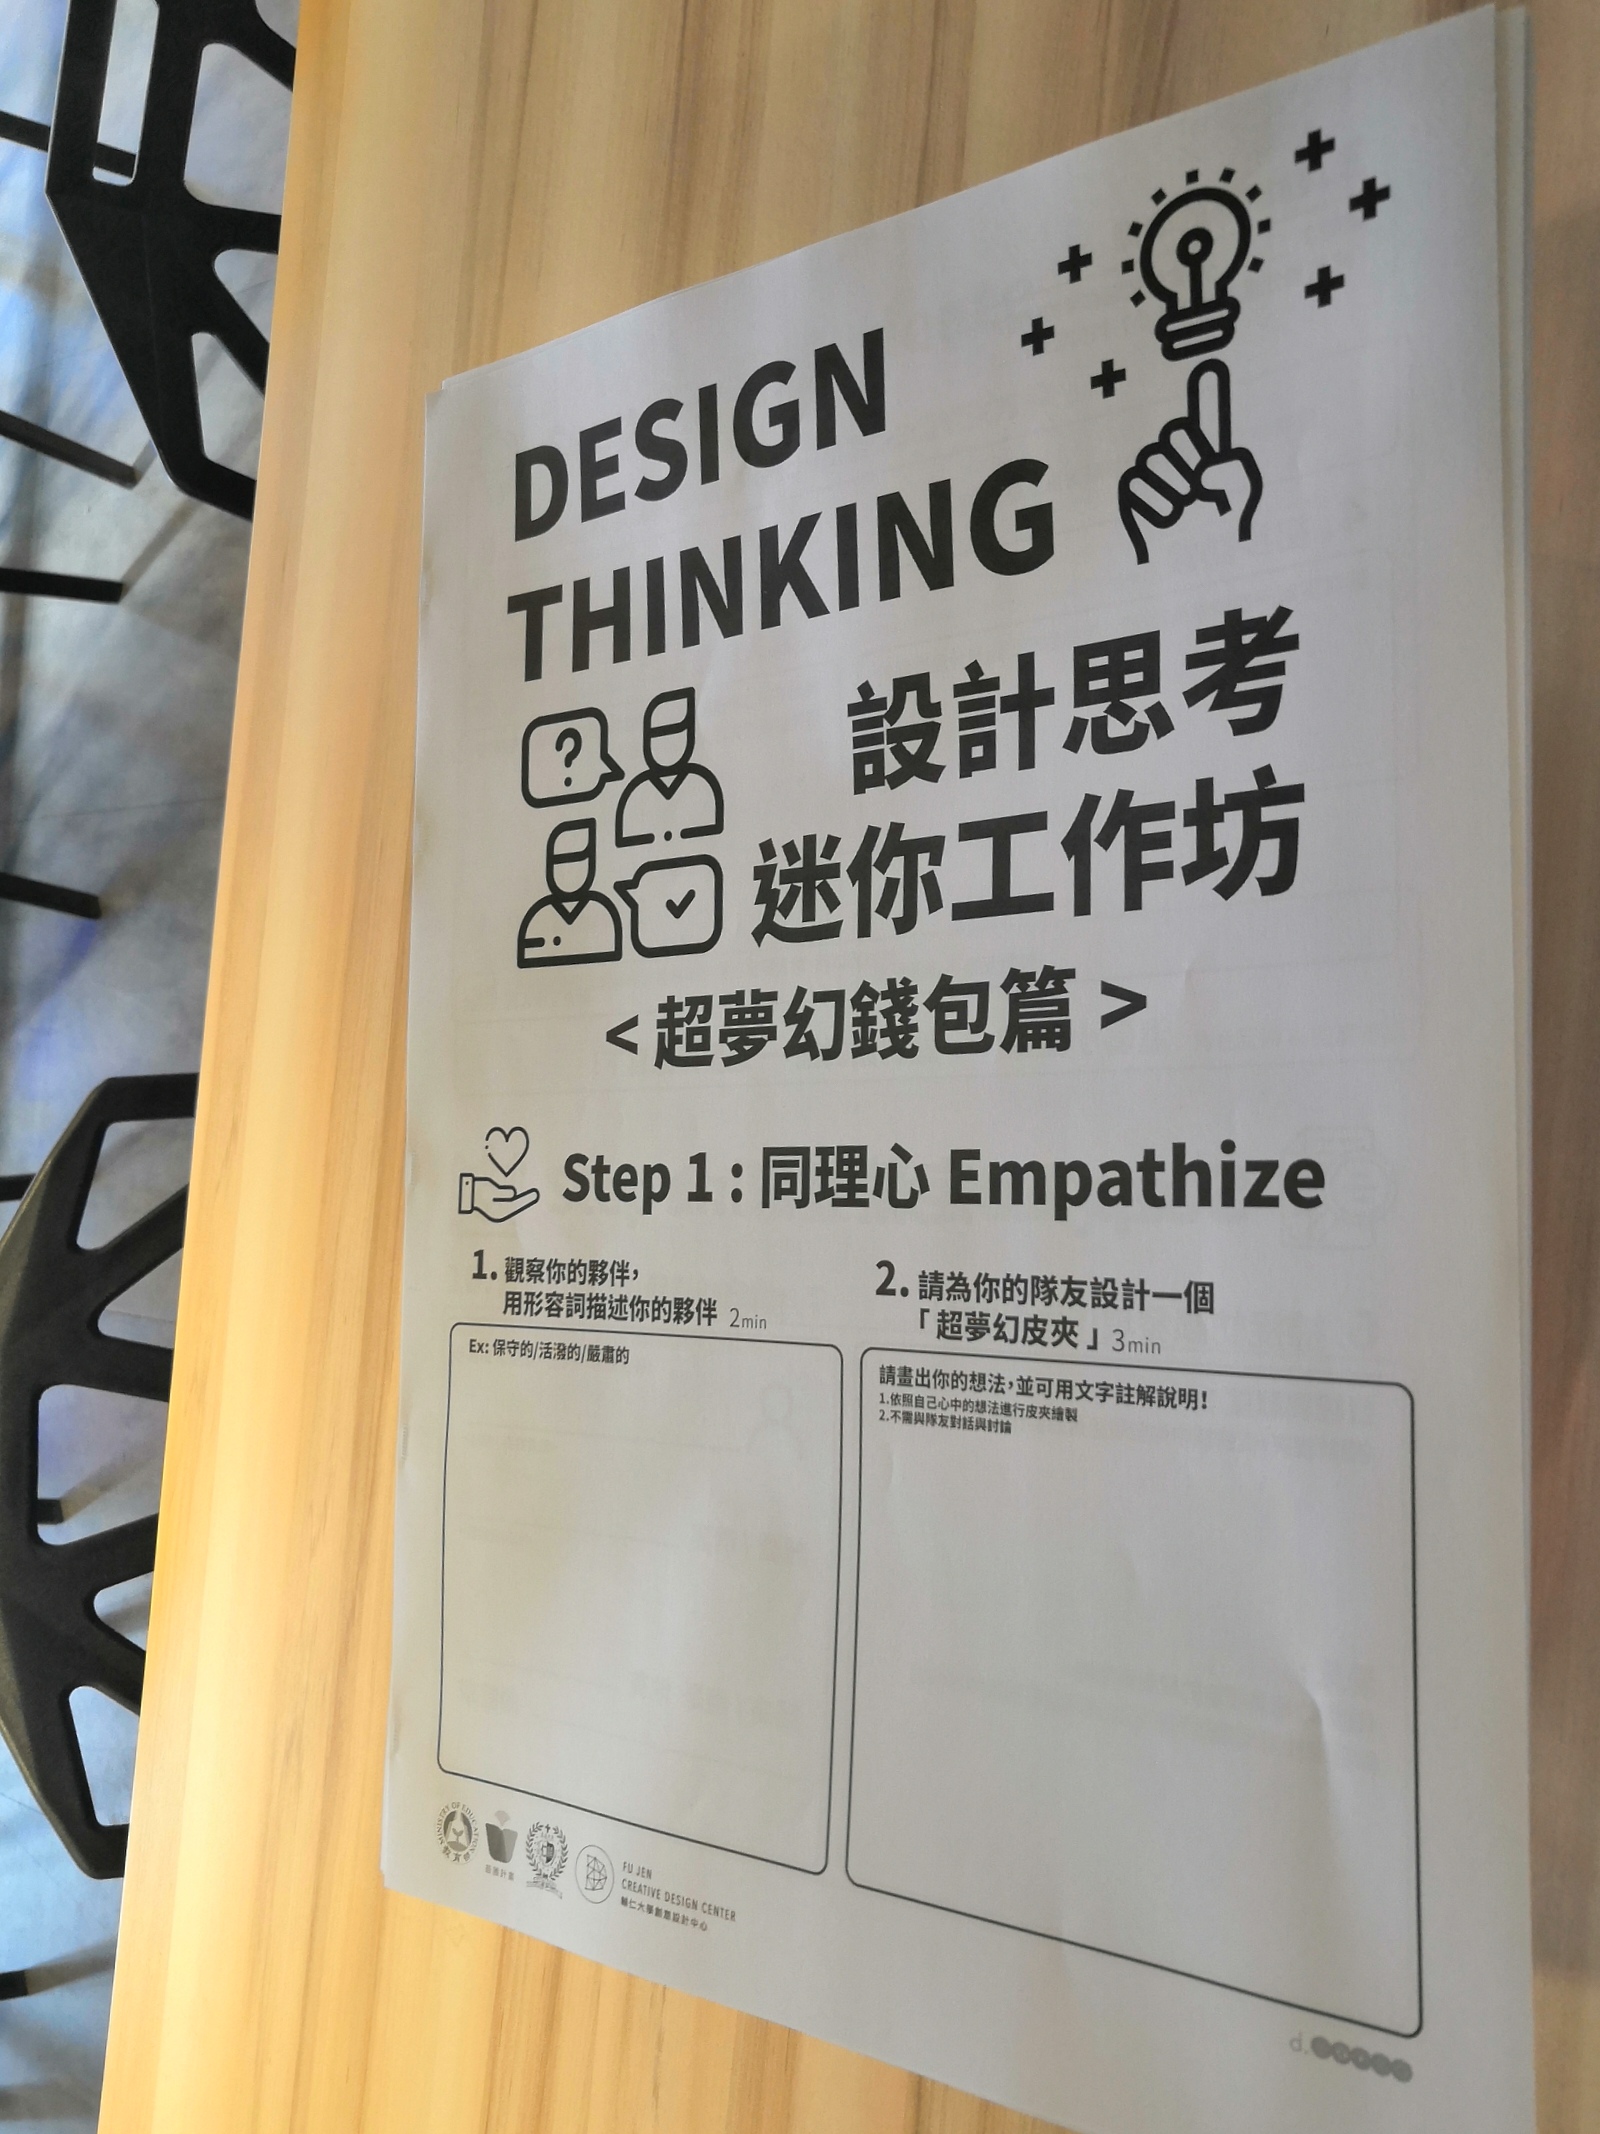 DESIGN
THINKING
設計思考
?
迷你工作坊
<超夢幻錢包篇>
Step 1 : 同理心 Empathize
1. 觀察你的夥伴,
用形容詞描述你的夥伴 2min
Ex: 保守的/活潑的/嚴肅的
2. 請為你的隊友設計一個
「超夢幻皮夾」3min
請畫出你的想法,並可用文字註解說明!
1.依照自己心中的想法進行皮夾繪製
2.不需與隊友對話與討論
MINISTRY OF EDUCATION
教育部
FU JEN
CREATIVE DESIGN CENTER
輔仁大學創意設計中心
d.